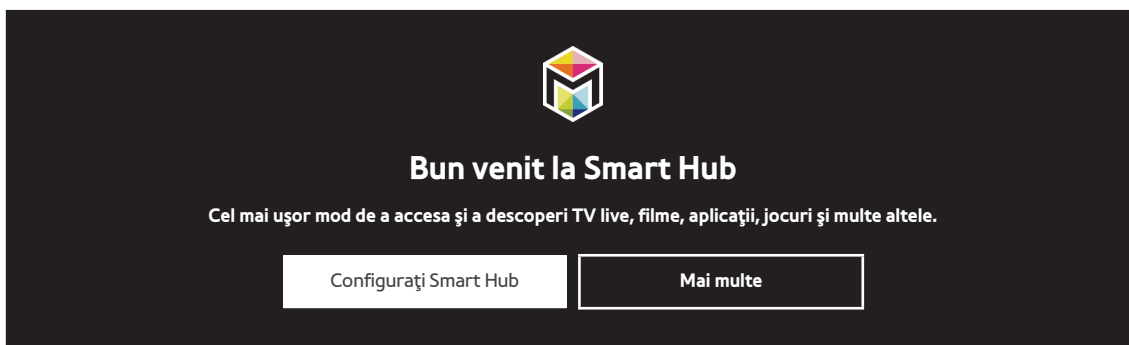 Bun venit la Smart Hub
Cel mai uşor mod de a accesa şi a descoperi TV live, filme, aplicaţii, jocuri şi multe altele.
Configuraţi Smart Hub
Mai multe